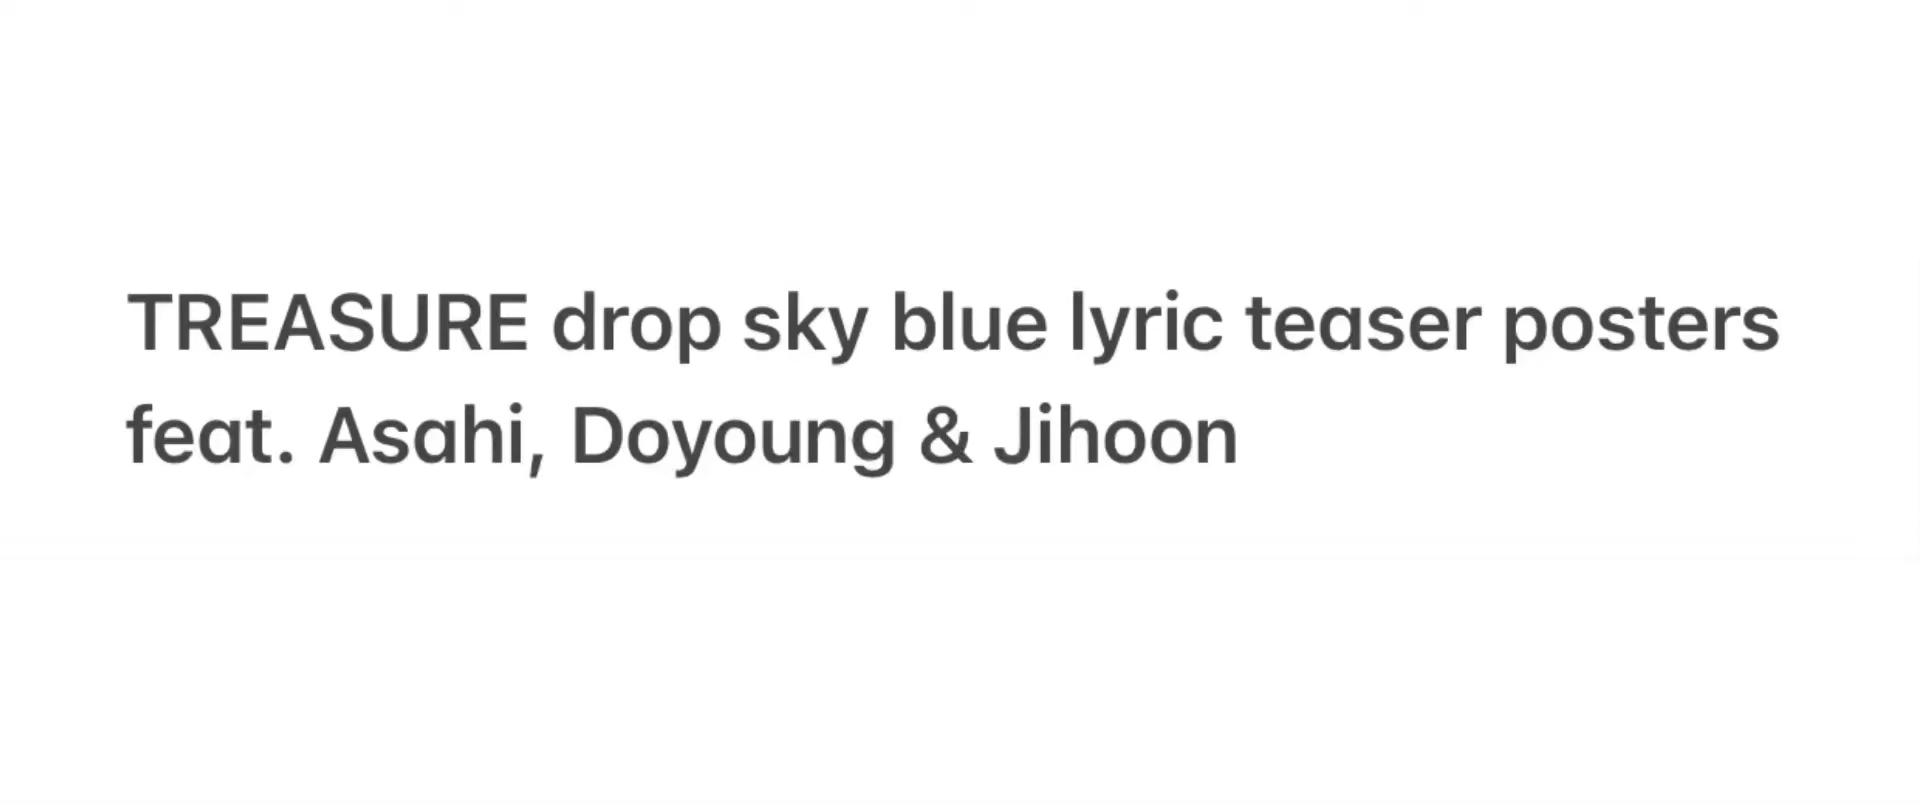 TREASURE drop sky blue lyric teaser posters
feat. Asahi, Doyoung & Jihoon